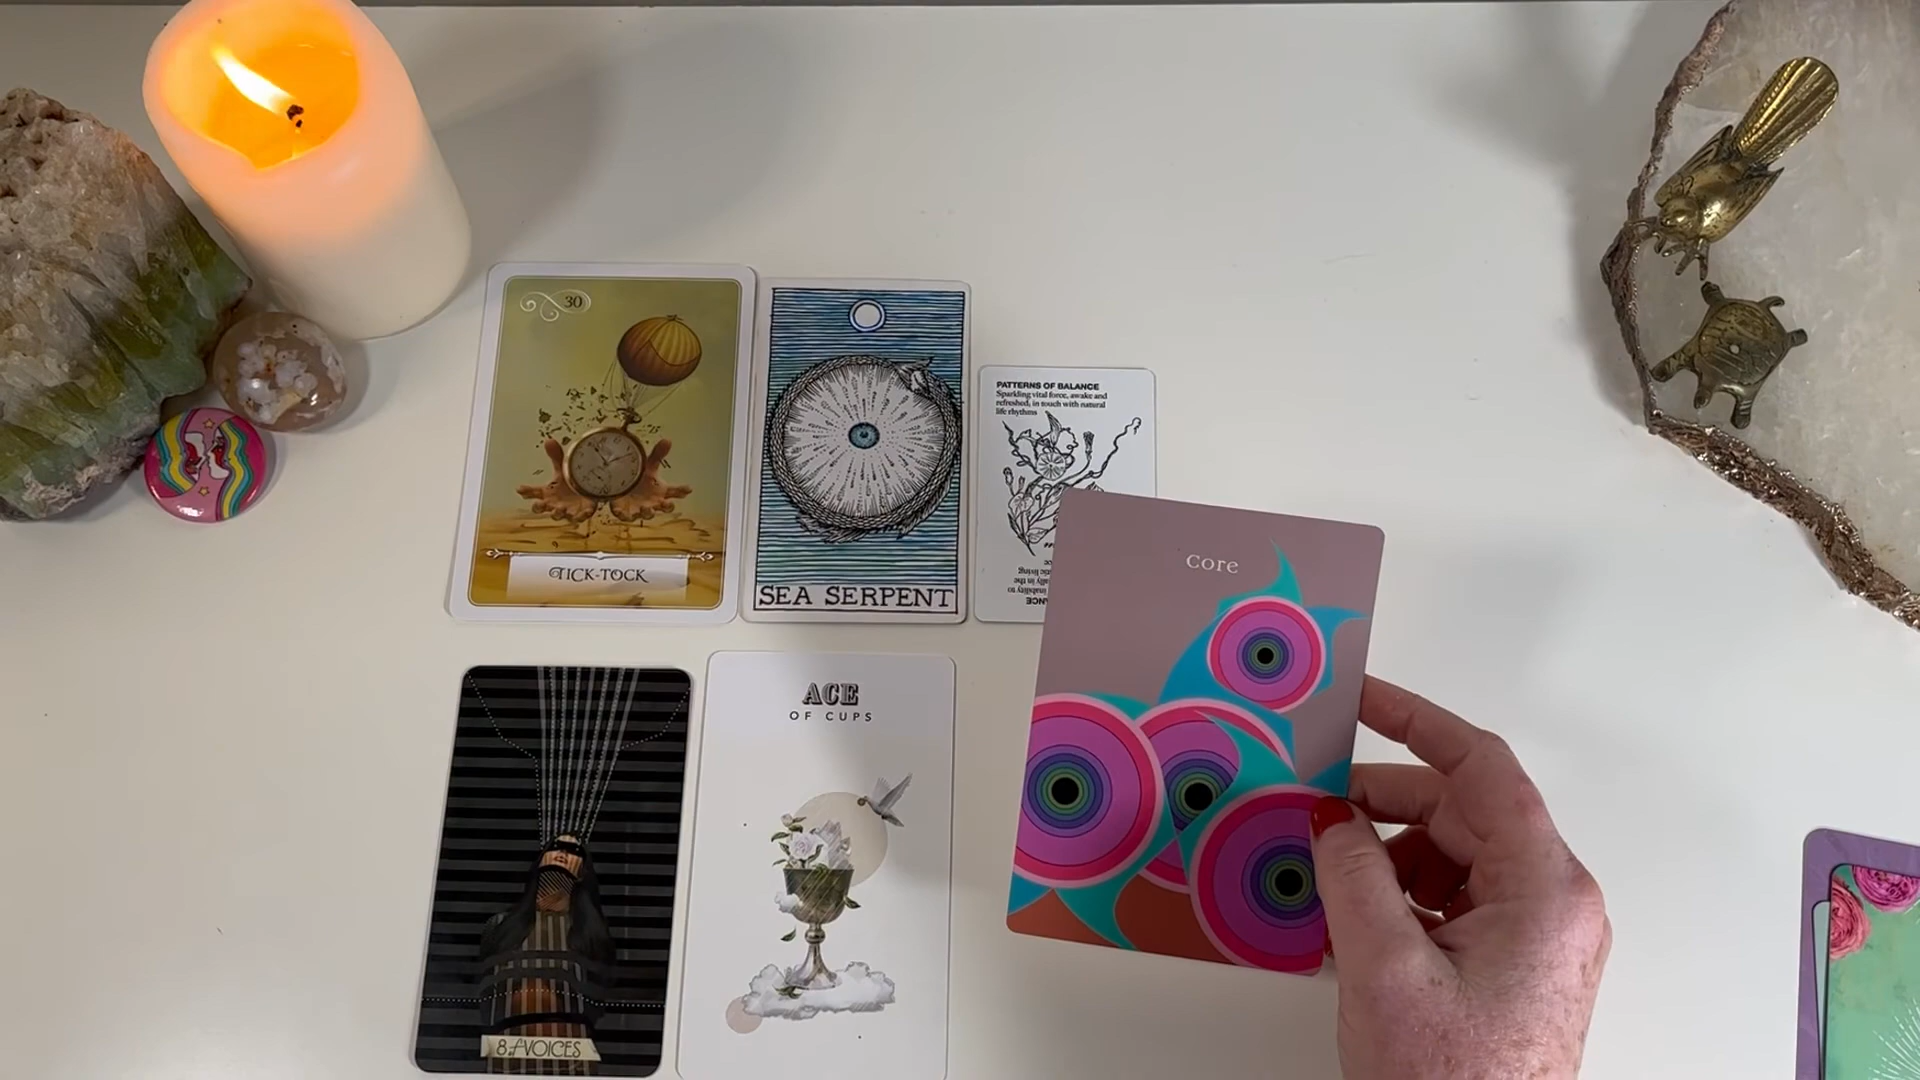 30
TICK-TOCK
SEA SERPENT
PATTERNS OF BALANCE
Sparkling vital force, awake and
refreshed, in touch with natural
life rhythms
core
8 of VOICES
ACE
OF CUPS